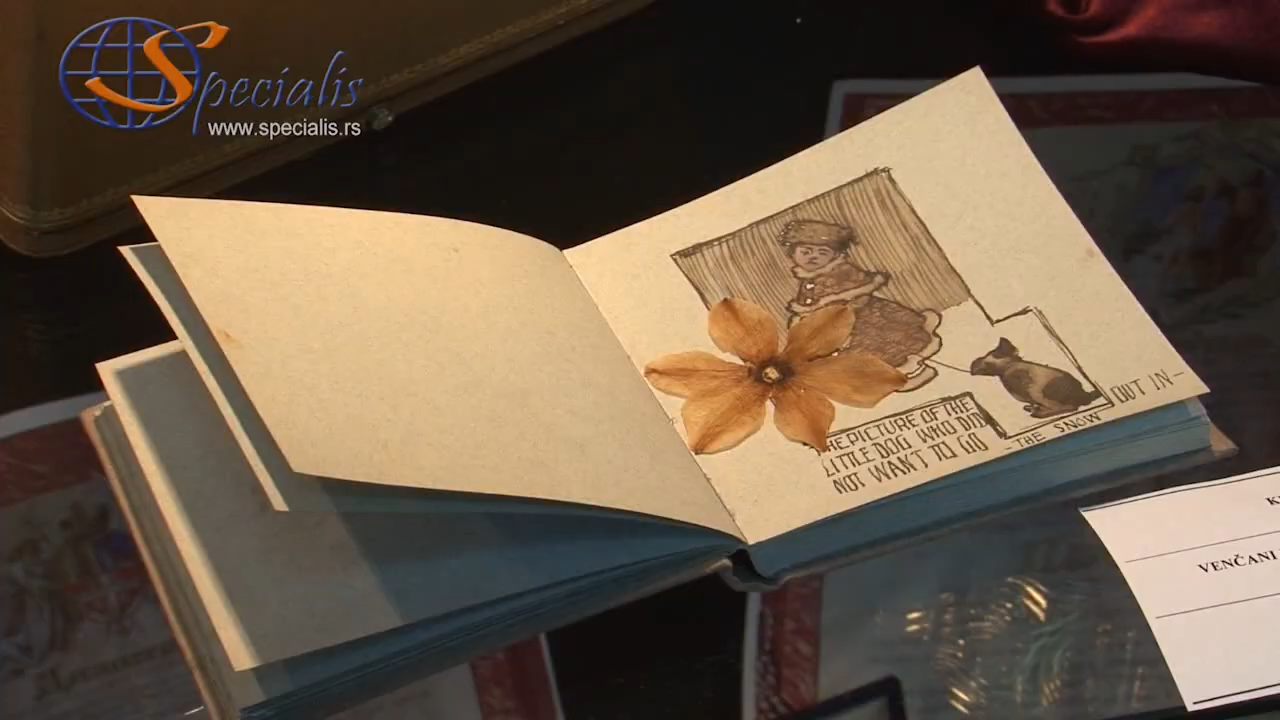 Specialis
www.specialis.rs
THE PICTURE OF THE
LITTLE DOG WHO DID
NOT WANT TO GO
OUT IN-
-THE SNOW
K
VENČANI